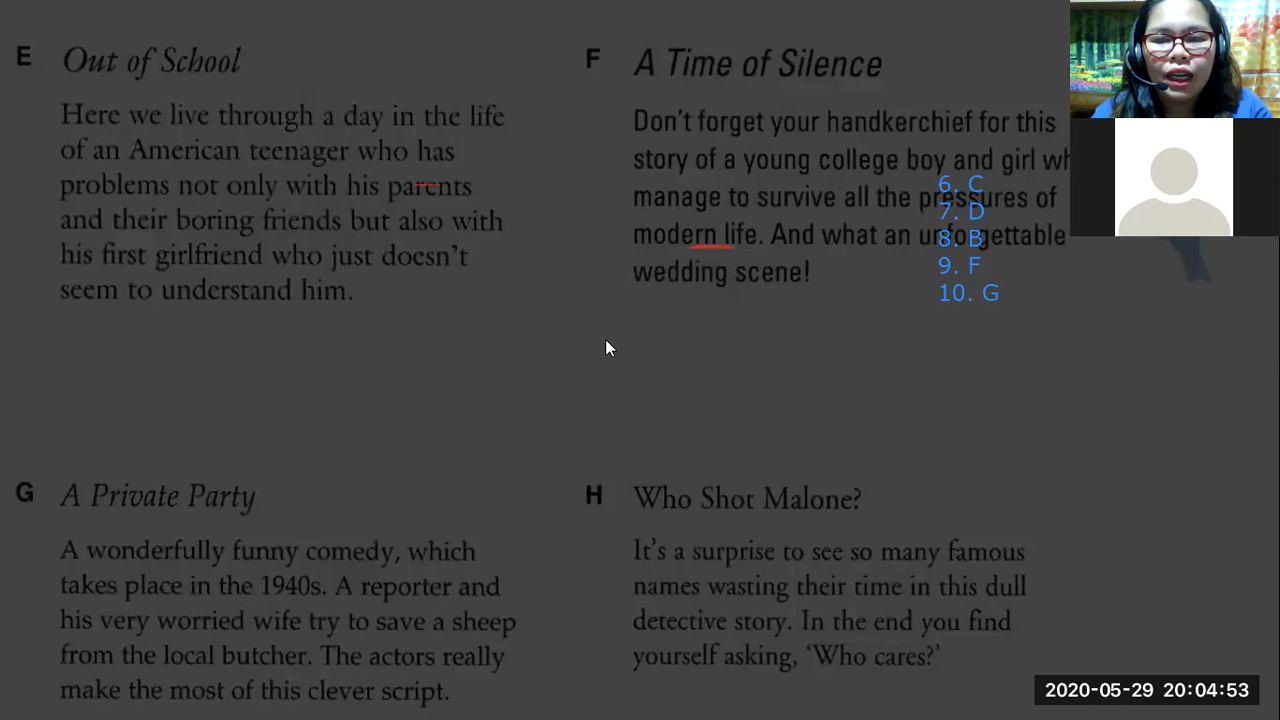 E Out of School
Here we live through a day in the life
of an American teenager who has
problems not only with his parents
and their boring friends but also with
his first girlfriend who just doesn't
seem to understand him.
F A Time of Silence
Don't forget your handkerchief for this
story of a young college boy and girl wh
manage to survive all the pressures of
modern life. And what an unforgettable
wedding scene!
6. C
7. D
8. B
9. F
10. G
G A Private Party
A wonderfully funny comedy, which
takes place in the 1940s. A reporter and
his very worried wife try to save a sheep
from the local butcher. The actors really
make the most of this clever script.
H Who Shot Malone?
It's a surprise to see so many famous
names wasting their time in this dull
detective story. In the end you find
yourself asking, 'Who cares?'
2020-05-29 20:04:53